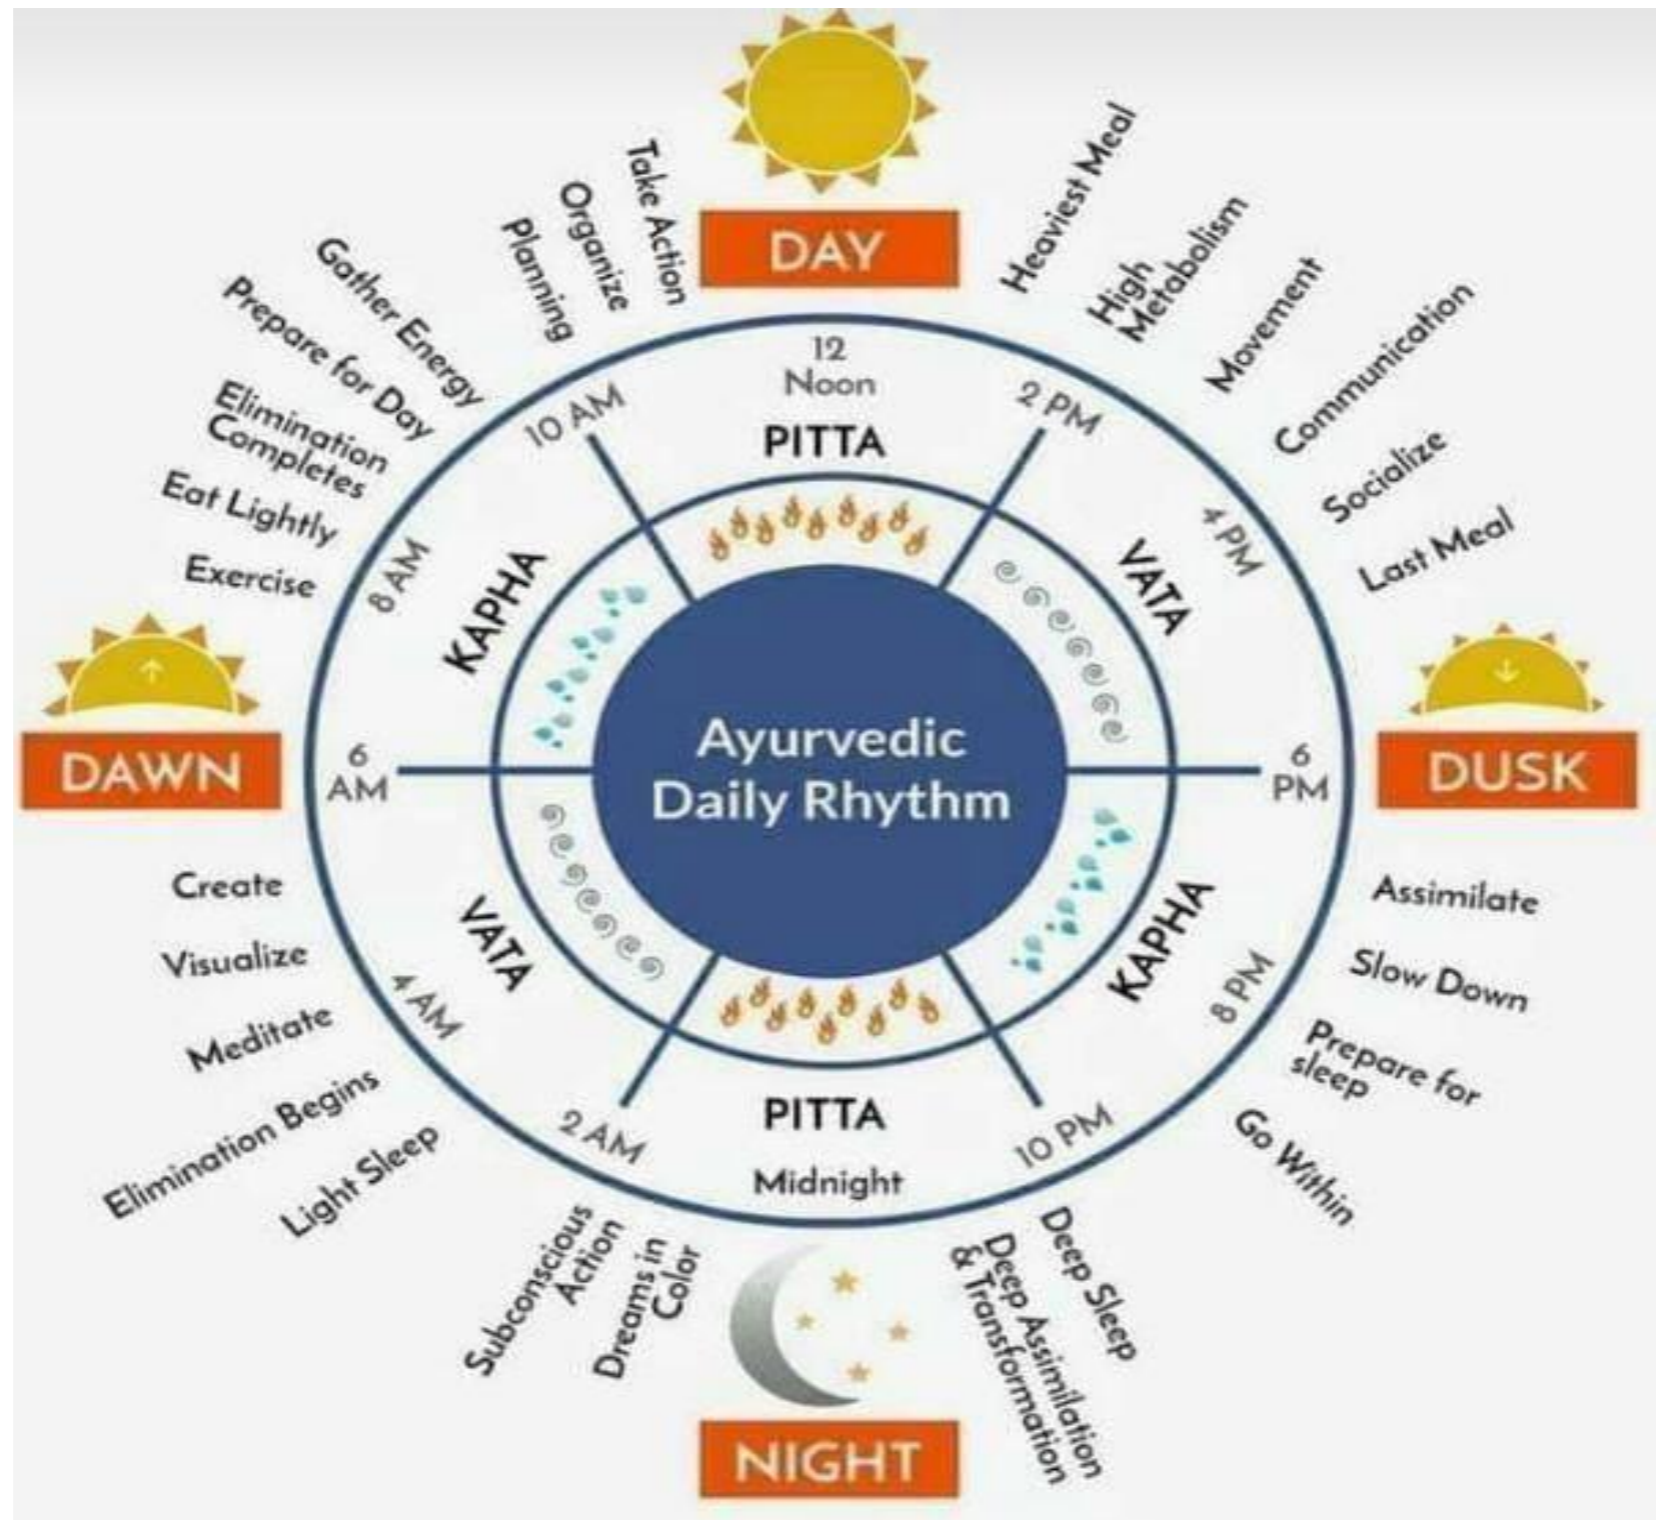 DAY
Take Action
Organize
Planning
Gather Energy
Prepare for Day
Elimination
Completes
Eat Lightly
Exercise
DAWN
Create
Visualize
Meditate
Elimination Begins
Light Sleep
Subconscious
Action
Dreams in
Color
NIGHT
Heaviest Meal
High
Metabolism
Movement
Communication
Socialize
Last Meal
DUSK
Assimilate
Slow Down
Prepare for
sleep
Go Within
Deep Sleep
Deep Assimilation
& Transformation
12
Noon
PITTA
2 PM
VATA
4 PM
6
PM
KAPHA
8 PM
10 PM
PITTA
Midnight
2 AM
VATA
4 AM
6
AM
KAPHA
8 AM
10 AM
Ayurvedic
Daily Rhythm